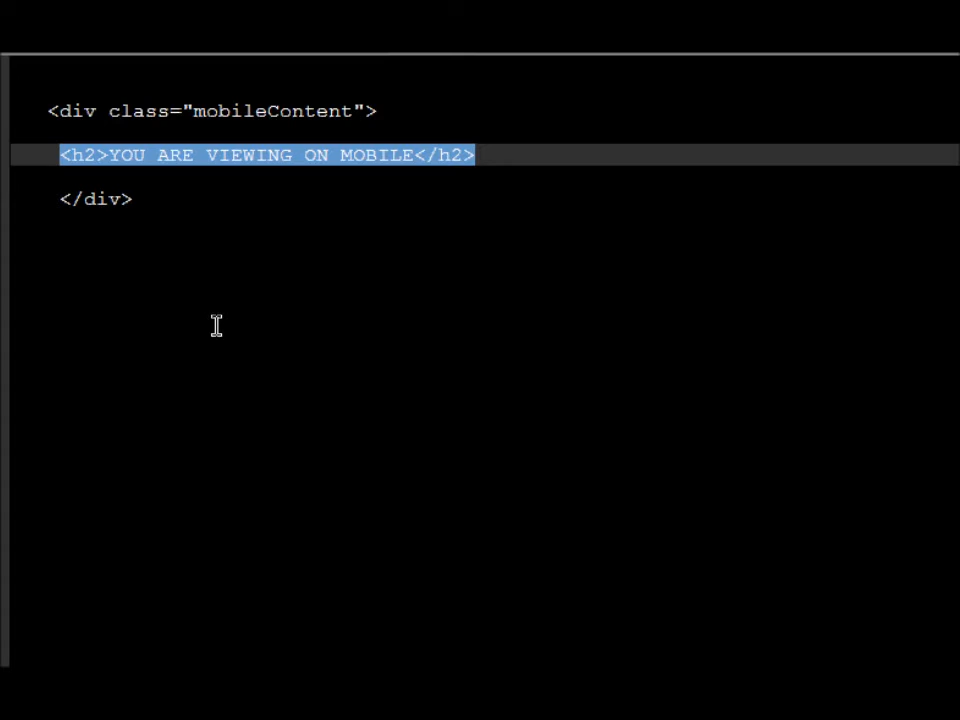 <div class="mobileContent">
<h2>YOU ARE VIEWING ON MOBILE</h2>
</div>